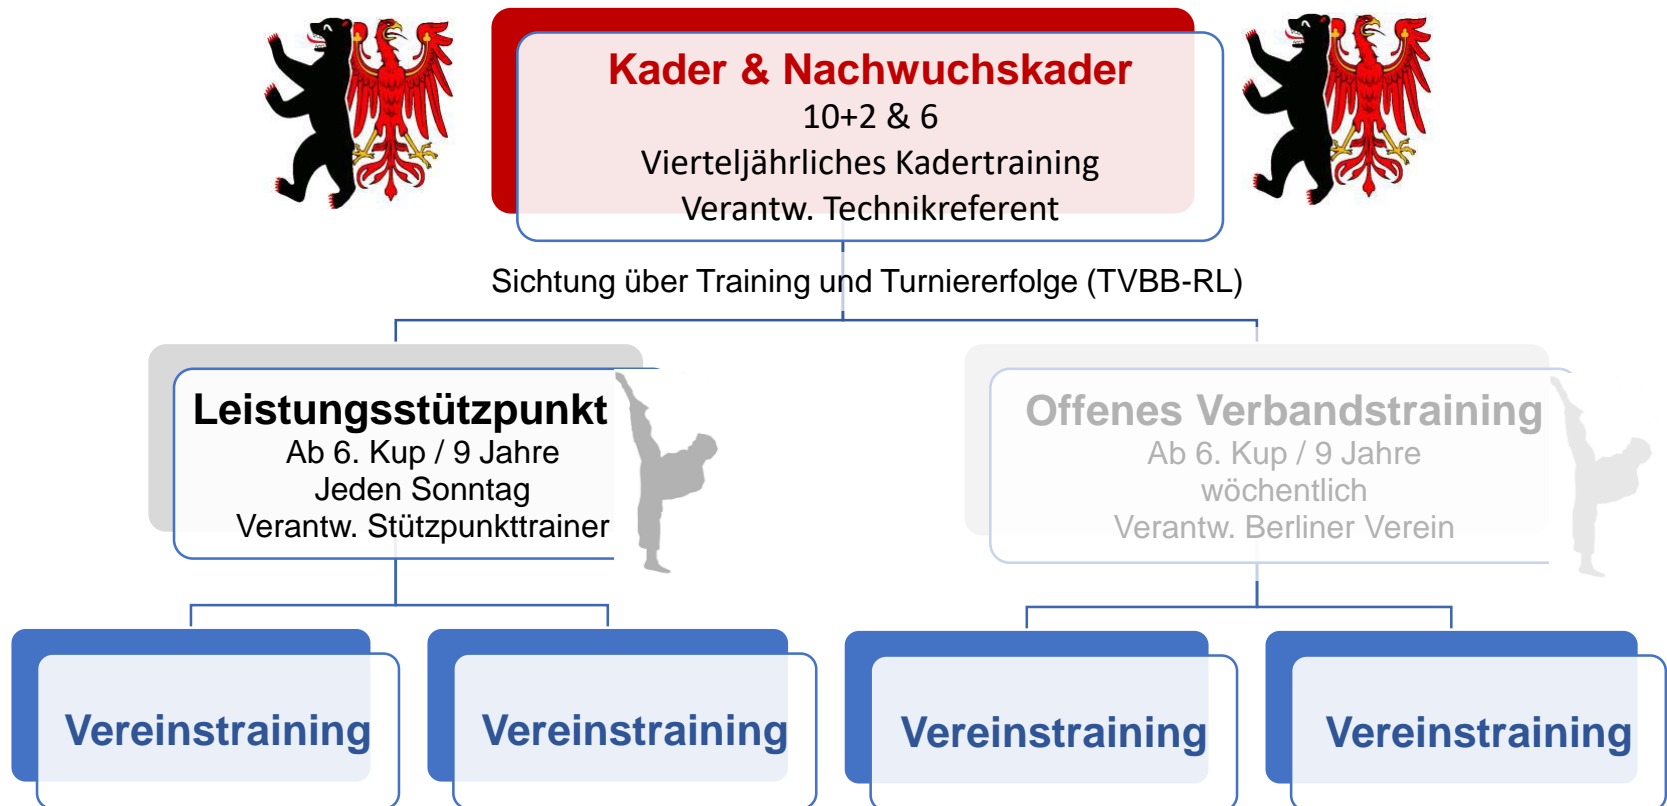 Kader & Nachwuchskader
10+2 & 6
Vierteljährliches Kadertraining
Verantw. Technikreferent
Sichtung über Training und Turniererfolge (TVBB-RL)
Leistungsstützpunkt
Ab 6. Kup / 9 Jahre
Jeden Sonntag
Verantw. Stützpunkttrainer
Offenes Verbandstraining
Ab 6. Kup / 9 Jahre
wöchentlich
Verantw. Berliner Verein
Vereinstraining
Vereinstraining
Vereinstraining
Vereinstraining